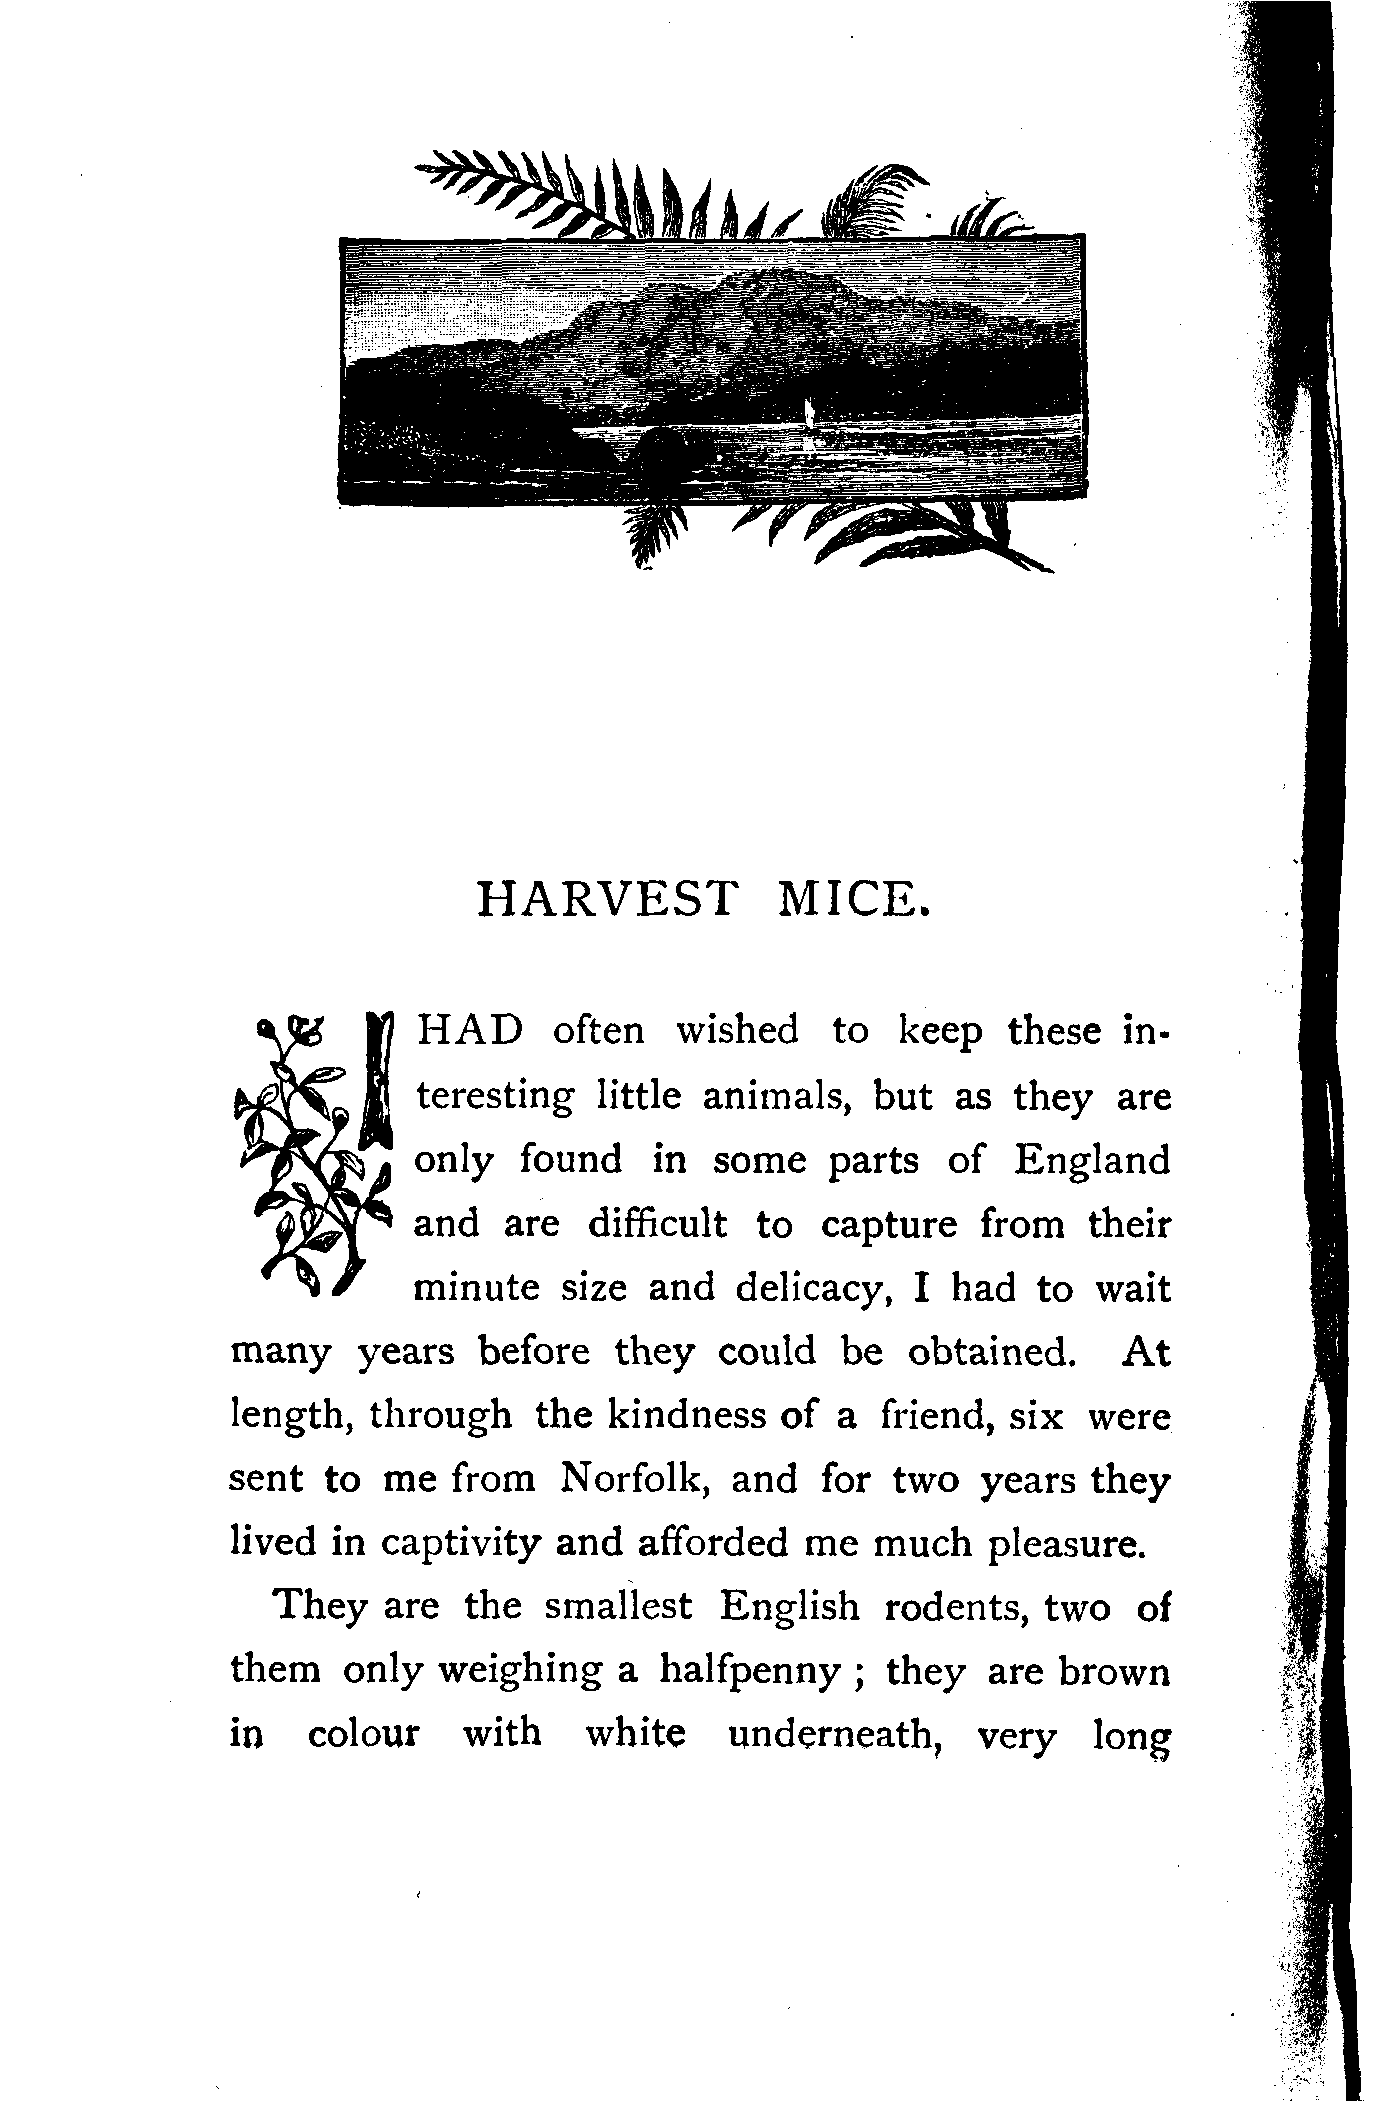 HARVEST MICE.
I HAD often wished to keep these in-
teresting little animals, but as they are
only found in some parts of England
and are difficult to capture from their
minute size and delicacy, I had to wait
many years before they could be obtained. At
length, through the kindness of a friend, six were
sent to me from Norfolk, and for two years they
lived in captivity and afforded me much pleasure.
They are the smallest English rodents, two of
them only weighing a halfpenny ; they are brown
in colour with white underneath, very long